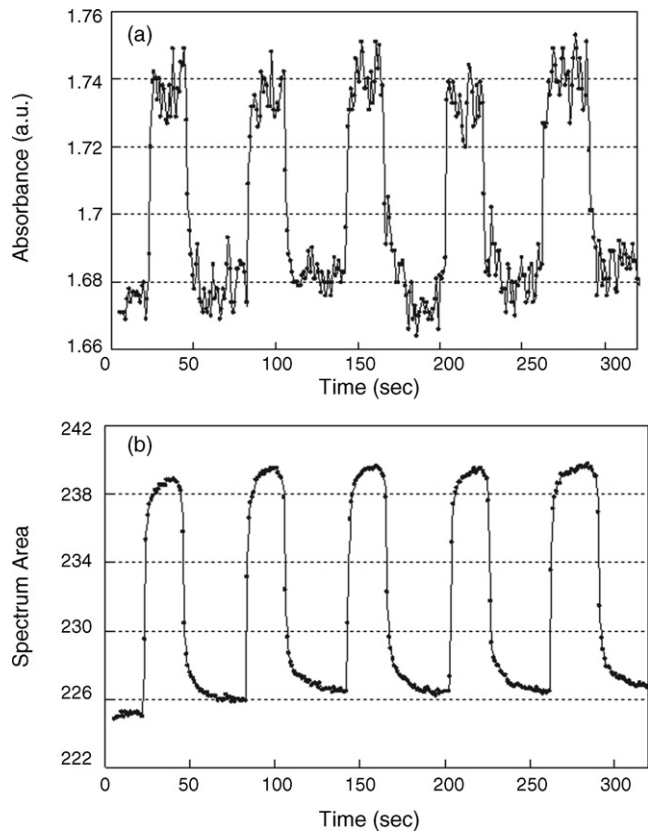 (a)
Absorbance (a.u.)
1.76
1.74
1.72
1.7
1.68
1.66
0 50 100 150 200 250 300
Time (sec)
(b)
Spectrum Area
242
238
234
230
226
222
0 50 100 150 200 250 300
Time (sec)